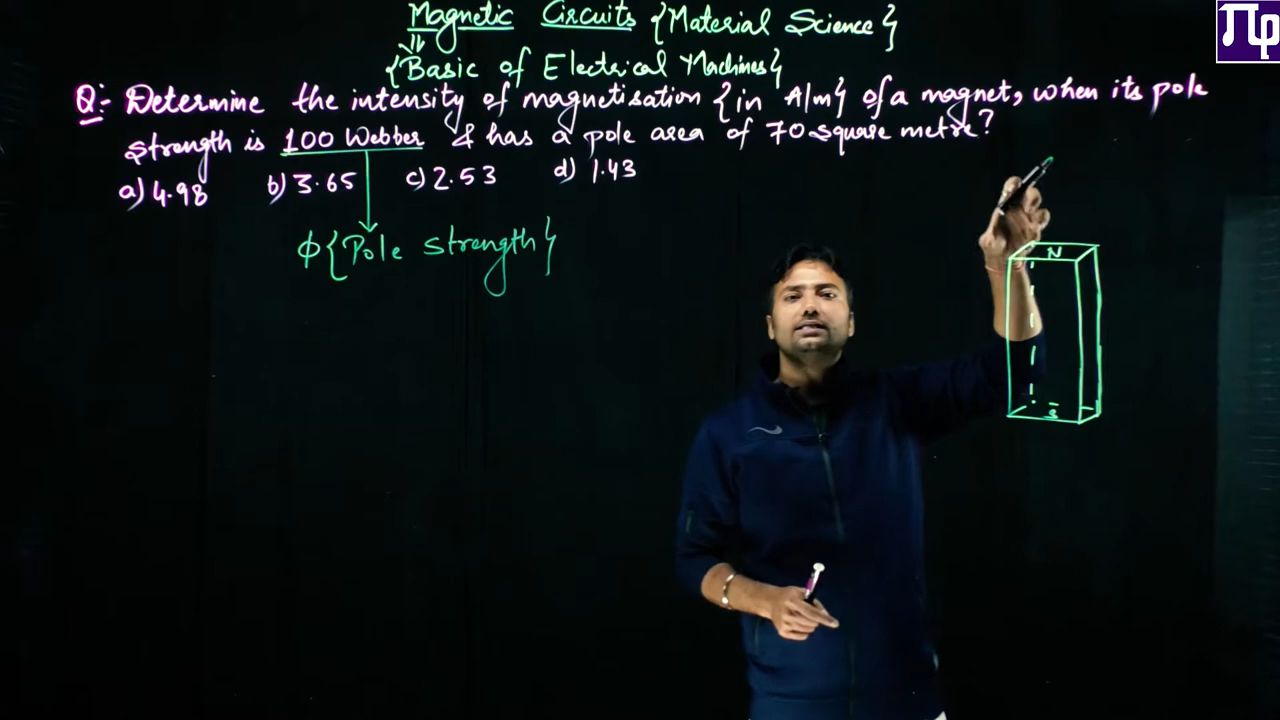 Magnetic Circuits {Material Science}
{Basic of Electrical Machines}
Q:- Determine the intensity of magnetisation {in A/m} of a magnet, when its pole
strength is 100 Webber & has a pole area of 70 square metre?
a) 4.98 b) 3.65 c) 2.53 d) 1.43
ϕ{Pole strength}
N
S
πφ